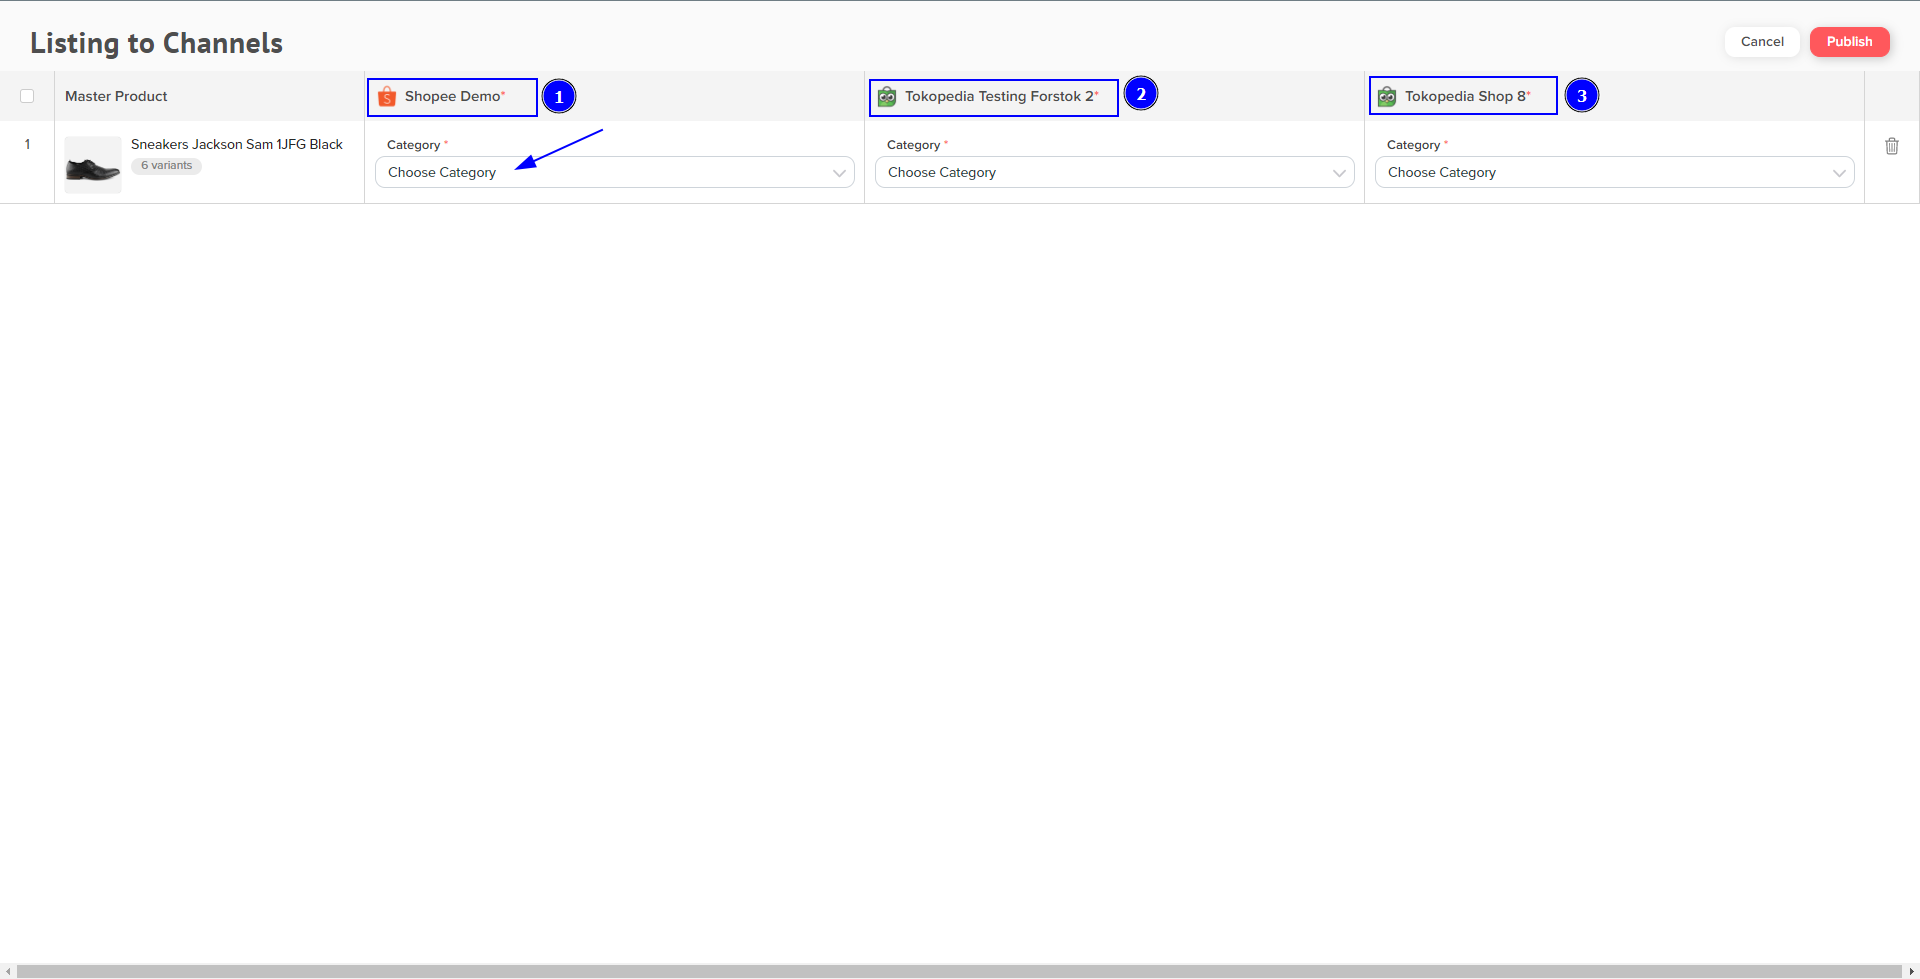 Listing to Channels
Cancel
Publish
Master Product
Shopee Demo*
1
Tokopedia Testing Forstok 2*
2
Tokopedia Shop 8*
3
1
Sneakers Jackson Sam 1JFG Black
6 variants
Category *
Choose Category
Category *
Choose Category
Category *
Choose Category